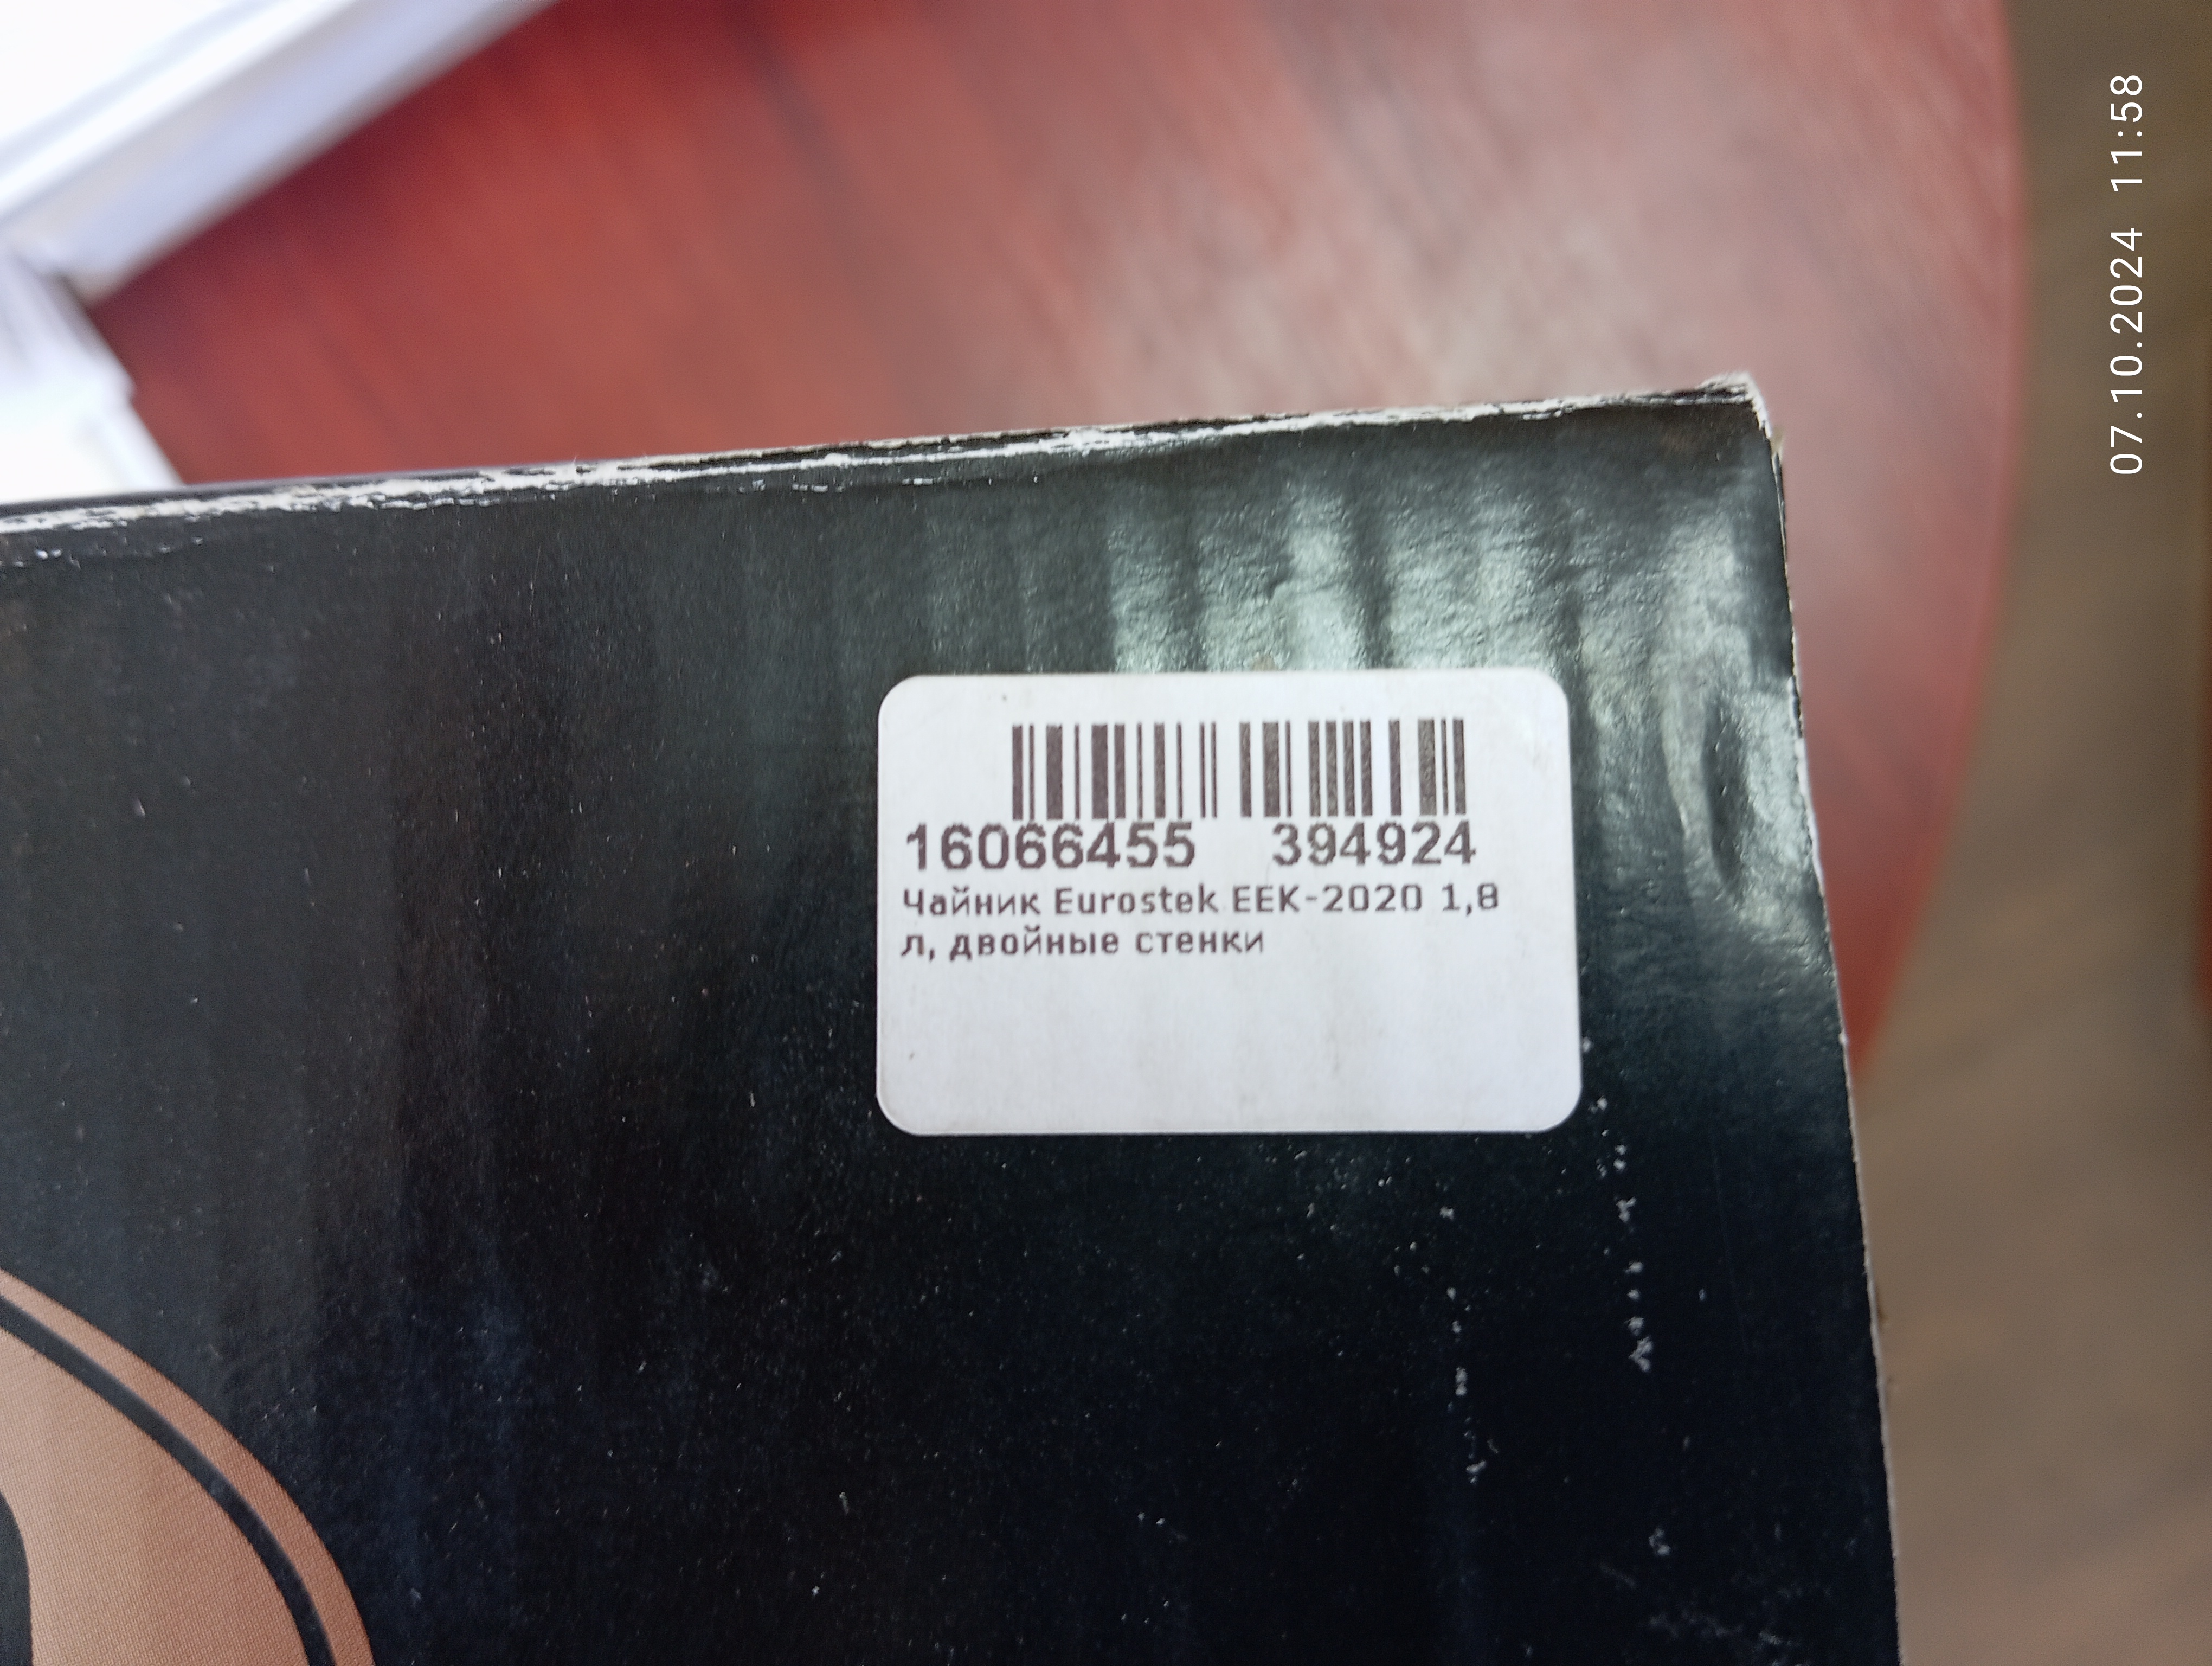 16066455 394924
Чайник Eurostek EEK-2020 1,8
л, двойные стенки
07.10.2024 11:58